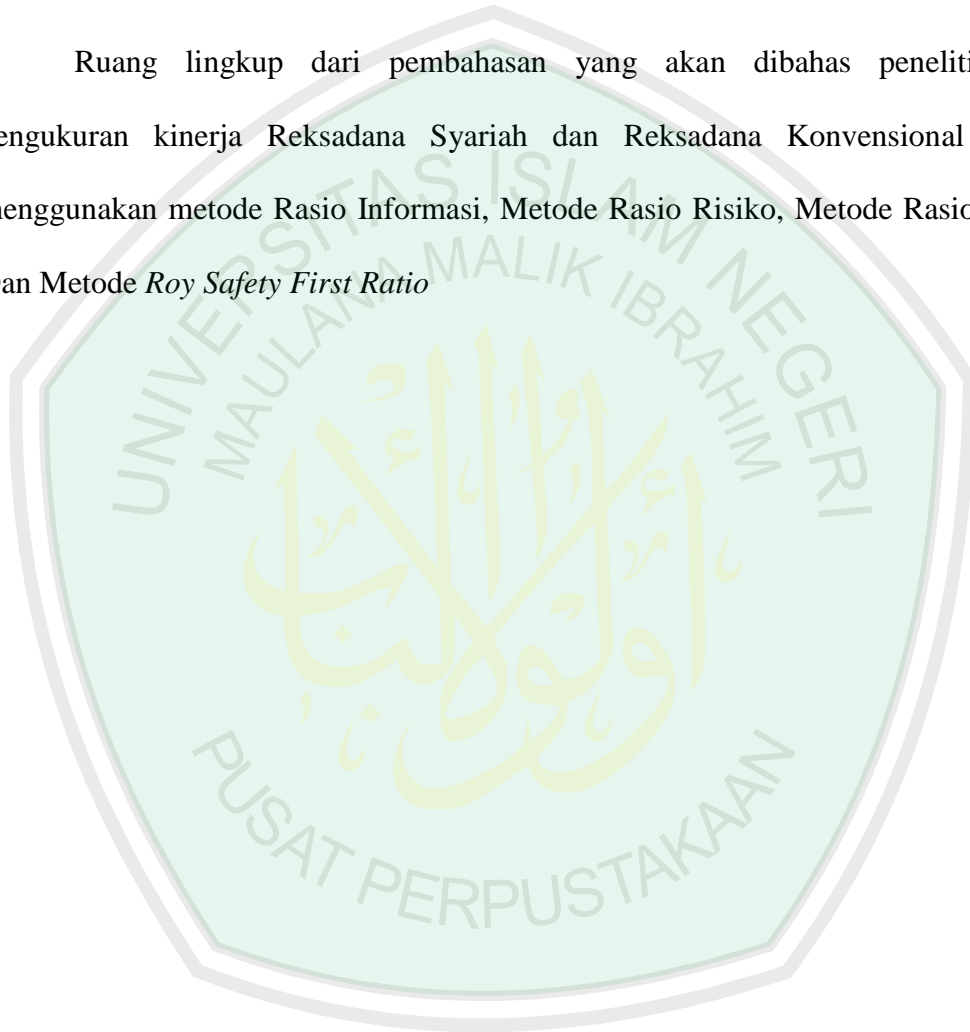 Ruang lingkup dari pembahasan yang akan dibahas peneliti
engukuran kinerja Reksadana Syariah dan Reksadana Konvensional
enggunakan metode Rasio Informasi, Metode Rasio Risiko, Metode Rasio
an Metode Roy Safety First Ratio
UNIVERSITAS ISLAM NEGERI
MAULANA MALIK IBRAHIM
أولوا الألباب
PUSAT PERPUSTAKAAN